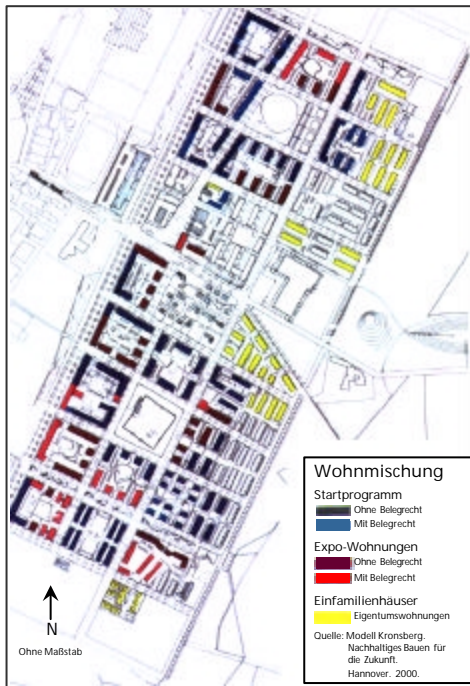 Wohnmischung
Startprogramm
Ohne Belegrecht
Mit Belegrecht
Expo-Wohnungen
Ohne Belegrecht
Mit Belegrecht
Einfamilienhäuser
Eigentumswohnungen
Quelle: Modell Kronsberg.
Nachhaltiges Bauen für
die Zukunft.
Hannover. 2000.
N
Ohne Maßstab